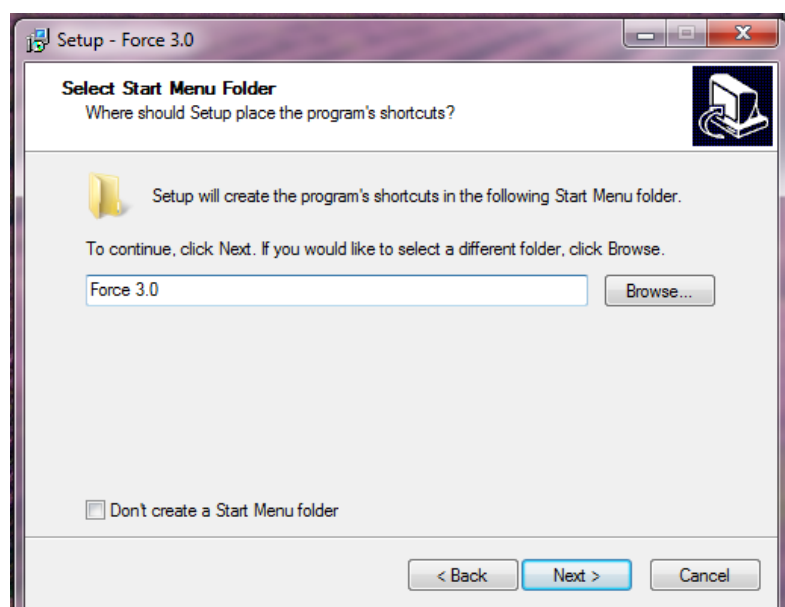 Setup - Force 3.0
Select Start Menu Folder
Where should Setup place the program's shortcuts?
Setup will create the program's shortcuts in the following Start Menu folder.
To continue, click Next. If you would like to select a different folder, click Browse.
Force 3.0
Browse...
Don't create a Start Menu folder
< Back
Next >
Cancel